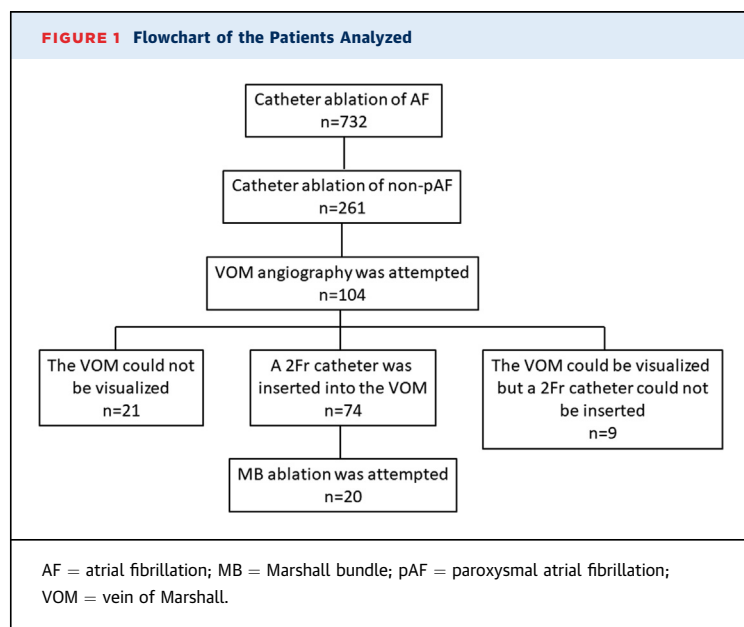 FIGURE 1 Flowchart of the Patients Analyzed
Catheter ablation of AF
n=732
Catheter ablation of non-pAF
n=261
VOM angiography was attempted
n=104
The VOM could not
be visualized
n=21
A 2Fr catheter was
inserted into the VOM
n=74
The VOM could be visualized
but a 2Fr catheter could not
be inserted
n=9
MB ablation was attempted
n=20
AF = atrial fibrillation; MB = Marshall bundle; pAF = paroxysmal atrial fibrillation;
VOM = vein of Marshall.